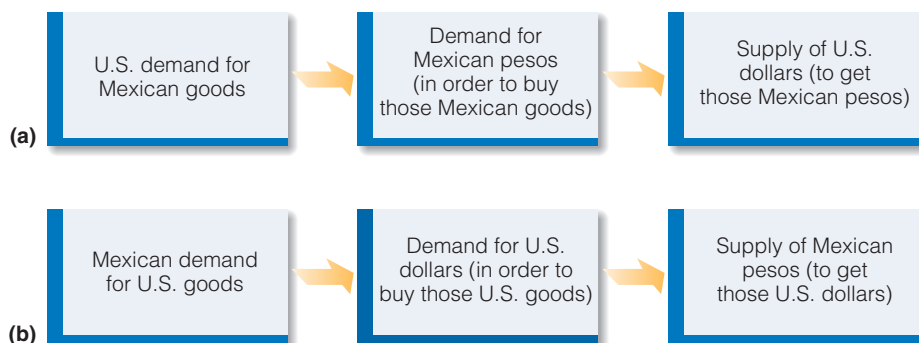 U.S. demand for
Mexican goods
Demand for
Mexican pesos
(in order to buy
those Mexican goods)
Supply of U.S.
dollars (to get
those Mexican pesos)
(a)
Mexican demand
for U.S. goods
Demand for U.S.
dollars (in order to
buy those U.S. goods)
Supply of Mexican
pesos (to get
those U.S. dollars)
(b)